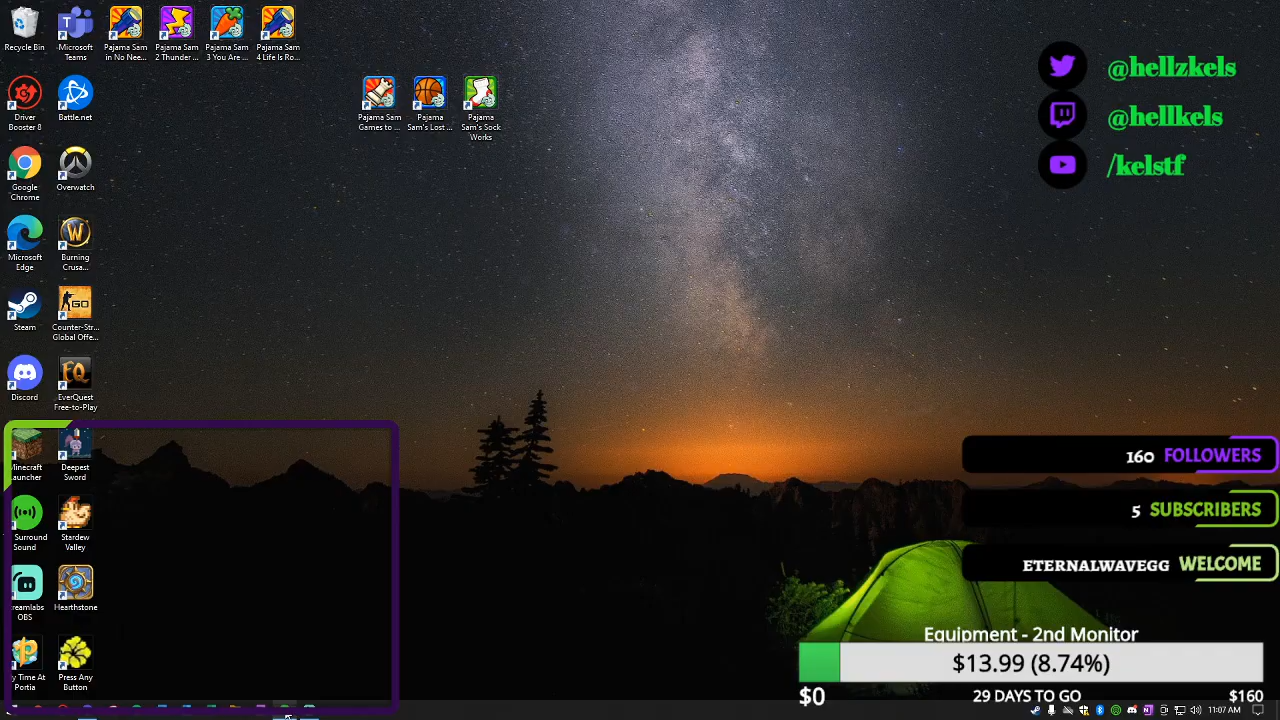 Recycle Bin
Microsoft
Teams
Pajama Sam
in No Nee...
Pajama Sam
2 Thunder ...
Pajama Sam
3 You Are ...
Pajama Sam
4 Life Is Ro...
Driver
Booster 8
Battle.net
Pajama Sam
Games to ...
Pajama
Sam's Lost ...
Pajama
Sam's Sock
Works
Google
Chrome
Overwatch
Microsoft
Edge
Burning
Crusa...
Steam
GO
Counter-Str...
Global Offe...
Discord
EQ
EverQuest
Free-to-Play
Minecraft
Launcher
Deepest
Sword
Surround
Sound
Stardew
Valley
reamlabs
OBS
Hearthstone
y Time At
Portia
Press Any
Button
@hellzkels
@hellkels
/kelstf
160 FOLLOWERS
5 SUBSCRIBERS
ETERNALWAVEGG WELCOME
Equipment - 2nd Monitor
$13.99 (8.74%)
$0 29 DAYS TO GO $160
11:07 AM